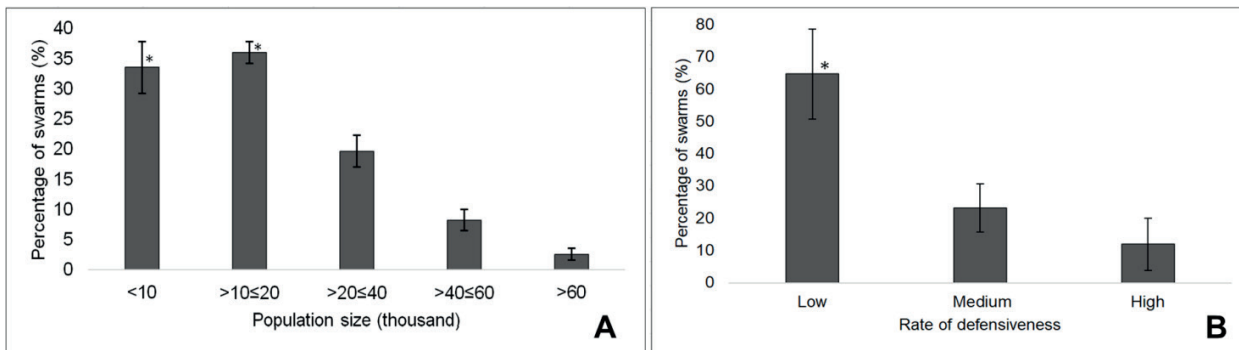 Percentage of swarms (%)
40
35
30
25
20
15
10
5
0
*
*
<10
>10≤20
>20≤40
>40≤60
>60
Population size (thousand)
A
Percentage of swarms (%)
80
70
60
50
40
30
20
10
0
*
Low
Medium
High
Rate of defensiveness
B